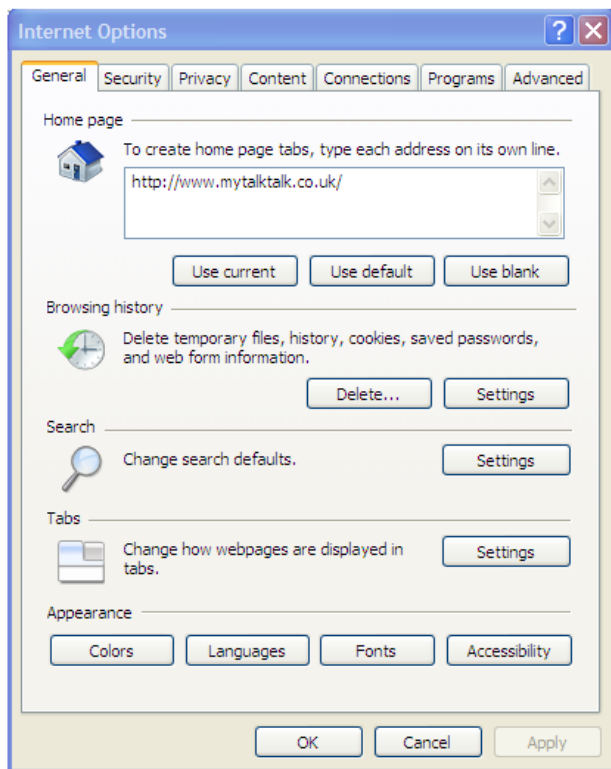 Internet Options
General Security Privacy Content Connections Programs Advanced
Home page
To create home page tabs, type each address on its own line.
http://www.mytalktalk.co.uk/
Use current Use default Use blank
Browsing history
Delete temporary files, history, cookies, saved passwords,
and web form information.
Delete... Settings
Search
Change search defaults.
Settings
Tabs
Change how webpages are displayed in
tabs.
Settings
Appearance
Colors Languages Fonts Accessibility
OK Cancel Apply